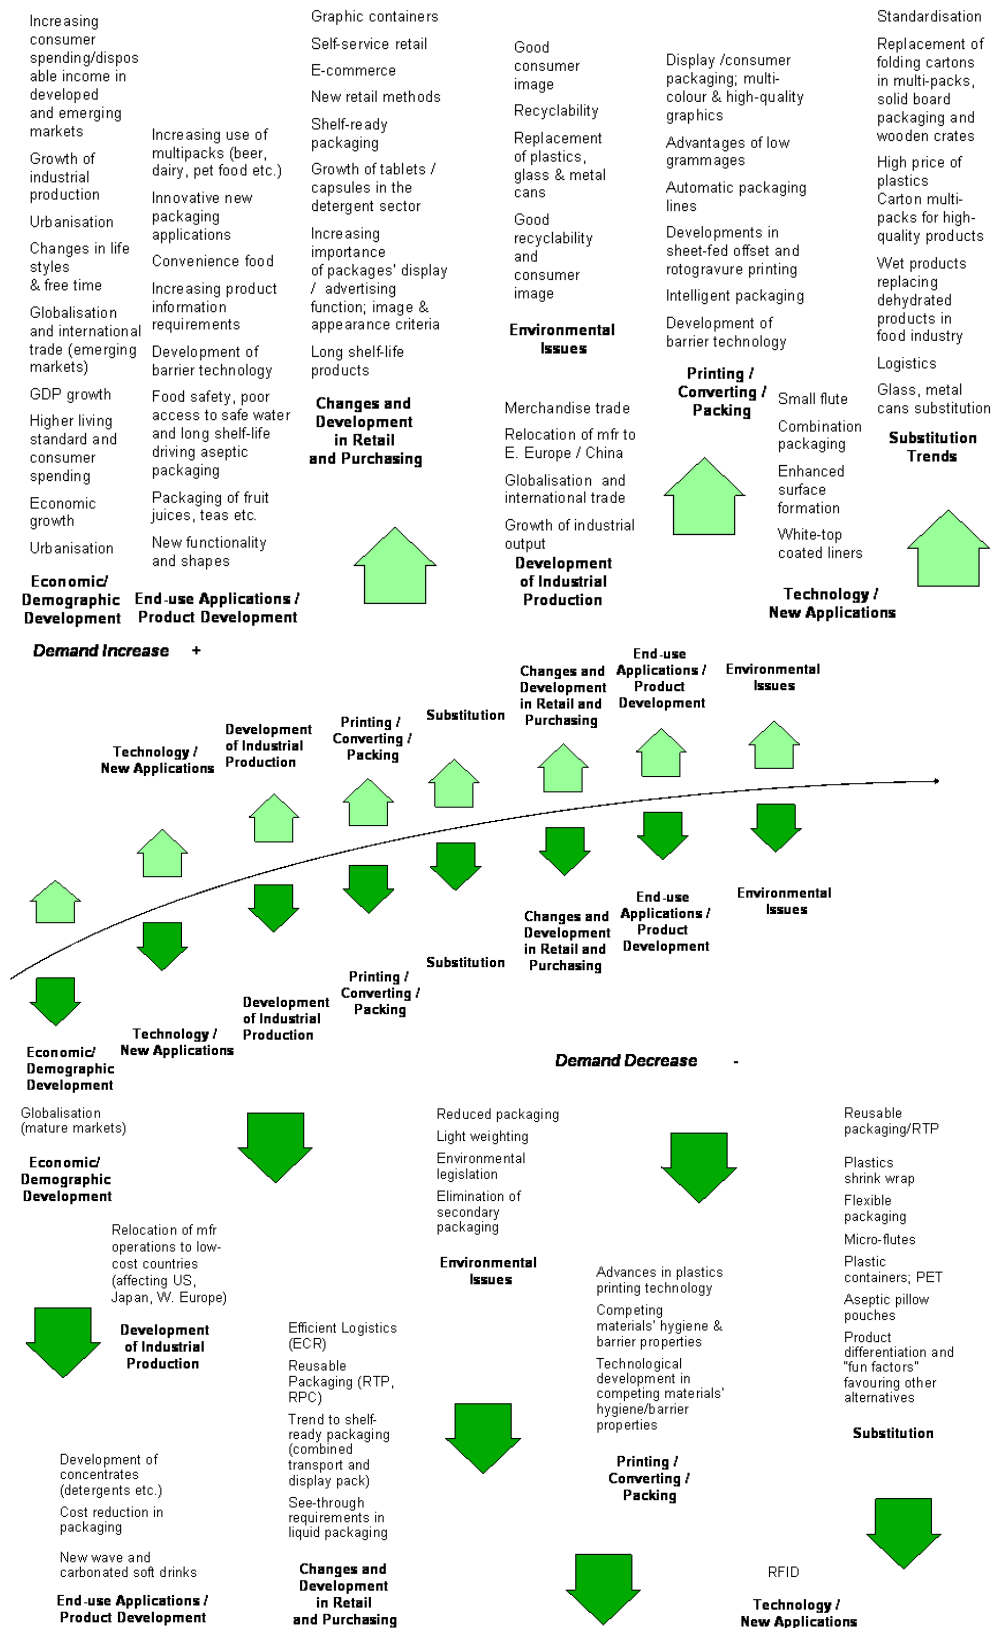 Increasing
consumer
spending/dispos
able income in
developed
and emerging
markets
Growth of
industrial
production
Urbanisation
Changes in life
styles
& free time
Globalisation
and international
trade (emerging
markets)
GDP growth
Higher living
standard and
consumer
spending
Economic
growth
Urbanisation
Economic/
Demographic
Development
Increasing use of
multipacks (beer,
dairy, pet food etc.)
Innovative new
packaging
applications
Convenience food
Increasing product
information
requirements
Development of
barrier technology
Food safety, poor
access to safe water
and long shelf-life
driving aseptic
packaging
Packaging of fruit
juices, teas etc.
New functionality
and shapes
End-use Applications /
Product Development
Graphic containers
Self-service retail
E-commerce
New retail methods
Shelf-ready
packaging
Growth of tablets /
capsules in the
detergent sector
Increasing
importance
of packages' display
/ advertising
function; image &
appearance criteria
Long shelf-life
products
Changes and
Development
in Retail
and Purchasing
Good
consumer
image
Recyclability
Replacement
of plastics,
glass & metal
cans
Good
recyclability
and
consumer
image
Environmental
Issues
Merchandise trade
Relocation of mfr to
E. Europe / China
Globalisation and
international trade
Growth of industrial
output
Development
of Industrial
Production
Display /consumer
packaging; multi-
colour & high-quality
graphics
Advantages of low
grammages
Automatic packaging
lines
Developments in
sheet-fed offset and
rotogravure printing
Intelligent packaging
Development of
barrier technology
Printing /
Converting /
Packing
Small flute
Combination
packaging
Enhanced
surface
formation
White-top
coated liners
Technology /
New Applications
Standardisation
Replacement of
folding cartons
in multi-packs,
solid board
packaging and
wooden crates
High price of
plastics
Carton multi-
packs for high-
quality products
Wet products
replacing
dehydrated
products in
food industry
Logistics
Glass, metal
cans substitution
Substitution
Trends
Demand Increase +
Technology /
New Applications
Development
of Industrial
Production
Printing /
Converting /
Packing
Substitution
Changes and
Development
in Retail and
Purchasing
End-use
Applications /
Product
Development
Environmental
Issues
Economic/
Demographic
Development
Technology /
New Applications
Development
of Industrial
Production
Printing /
Converting /
Packing
Substitution
Changes and
Development
in Retail and
Purchasing
End-use
Applications /
Product
Development
Environmental
Issues
Demand Decrease -
Globalisation
(mature markets)
Economic/
Demographic
Development
Relocation of mfr
operations to low-
cost countries
(affecting US,
Japan, W. Europe)
Development
of Industrial
Production
Development of
concentrates
(detergents etc.)
Cost reduction in
packaging
New wave and
carbonated soft drinks
End-use Applications /
Product Development
Efficient Logistics
(ECR)
Reusable
Packaging (RTP,
RPC)
Trend to shelf-
ready packaging
(combined
transport and
display pack)
See-through
requirements in
liquid packaging
Changes and
Development
in Retail
and Purchasing
Reduced packaging
Light weighting
Environmental
legislation
Elimination of
secondary
packaging
Environmental
Issues
Advances in plastics
printing technology
Competing
materials' hygiene &
barrier properties
Technological
development in
competing materials'
hygiene/barrier
properties
Printing /
Converting /
Packing
Reusable
packaging/RTP
Plastics
shrink wrap
Flexible
packaging
Micro-flutes
Plastic
containers; PET
Aseptic pillow
pouches
Product
differentiation and
"fun factors"
favouring other
alternatives
Substitution
RFID
Technology /
New Applications